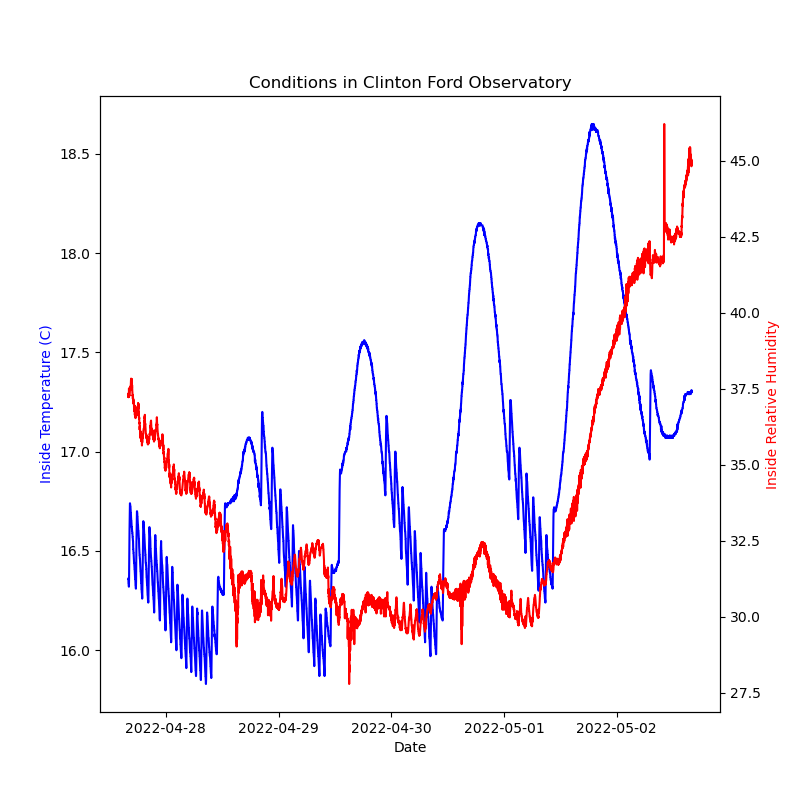 Conditions in Clinton Ford Observatory
18.5
18.0
17.5
17.0
16.5
16.0
Inside Temperature (C)
45.0
42.5
40.0
37.5
35.0
32.5
30.0
27.5
Inside Relative Humidity
2022-04-28 2022-04-29 2022-04-30 2022-05-01 2022-05-02
Date